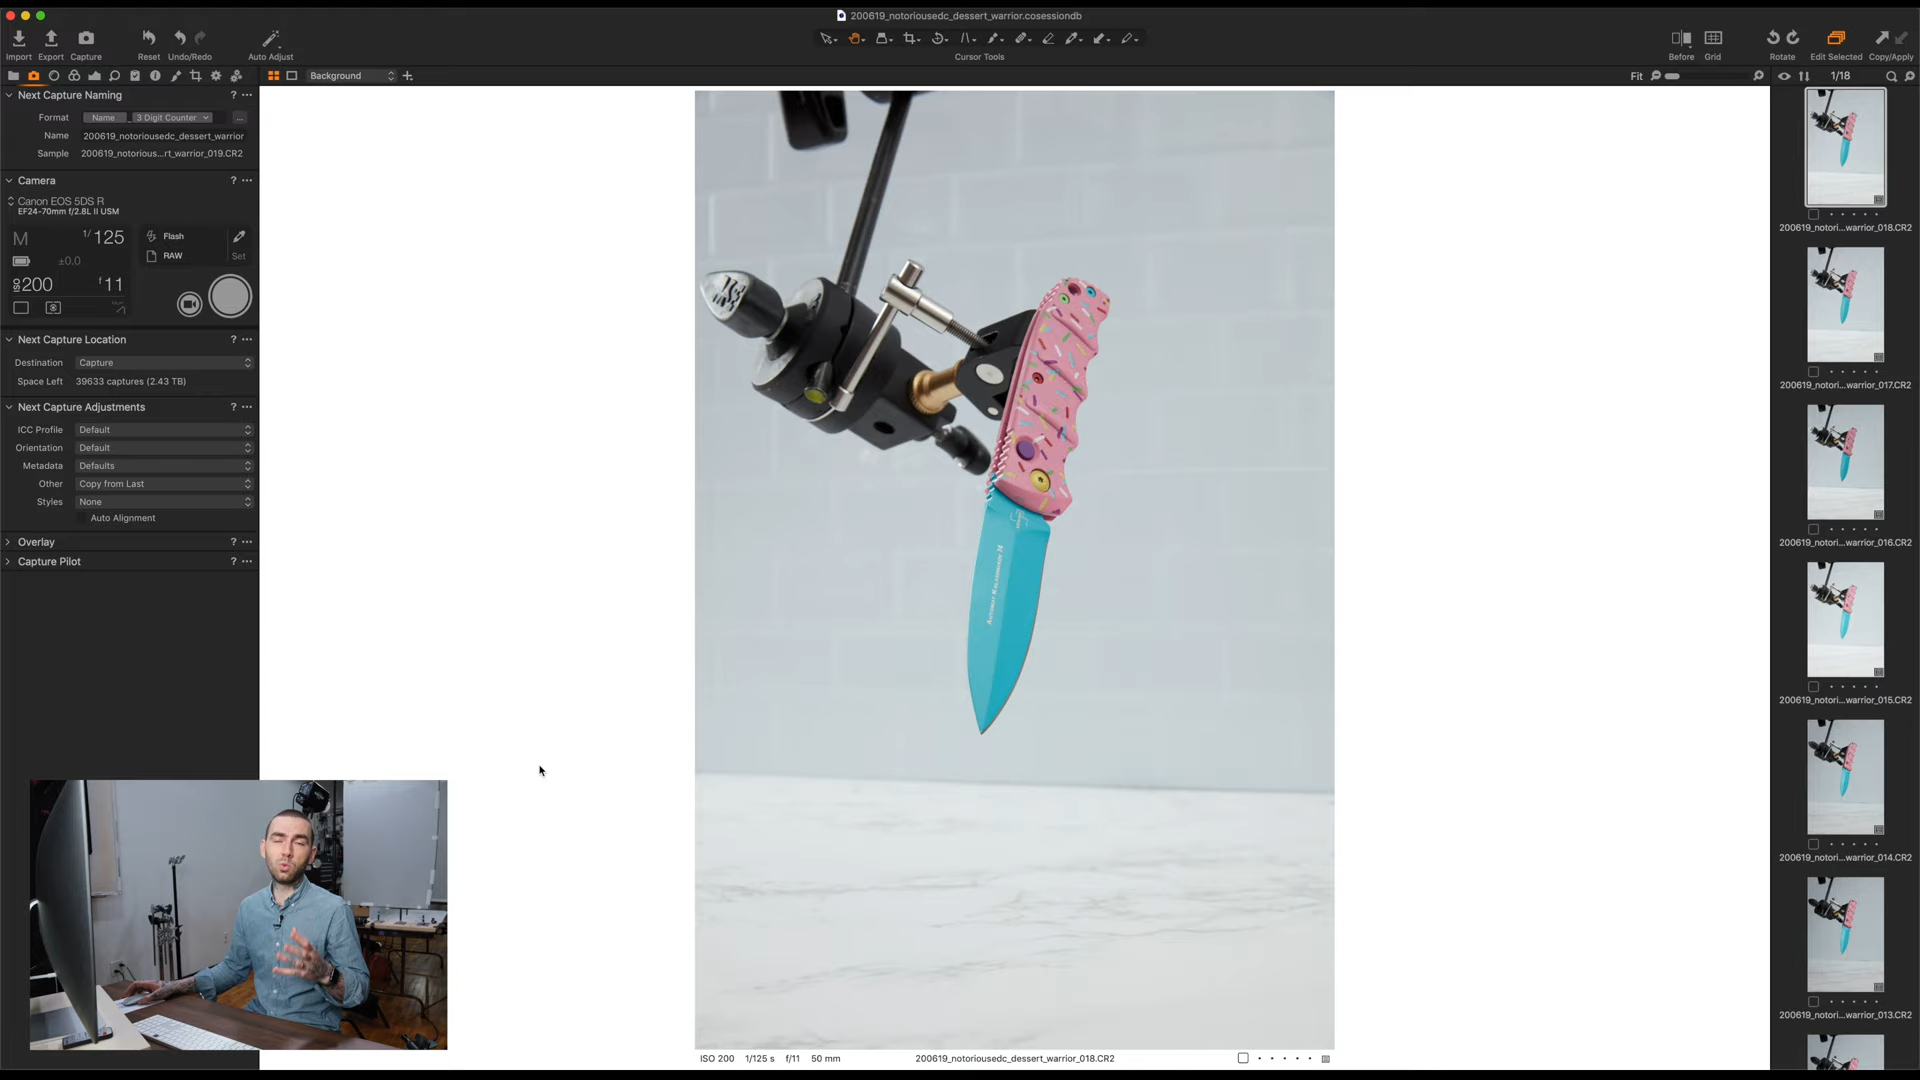 200619_notoriousedc_dessert_warrior.cosessiondb
Import Export Capture Reset Undo/Redo Auto Adjust
Cursor Tools
Before Grid Rotate Edit Selected Copy/Apply
Background
Fit
1/18
Next Capture Naming ? ...
Format Name _ 3 Digit Counter ...
Name 200619_notoriousedc_dessert_warrior
Sample 200619_notorious...rt_warrior_019.CR2
Camera ? ...
Canon EOS 5DS R
EF24-70mm f/2.8L II USM
M 1/125
±0.0
ISO 200 f 11
Flash
RAW Set
Next Capture Location ? ...
Destination Capture
Space Left 39633 captures (2.43 TB)
Next Capture Adjustments ? ...
ICC Profile Default
Orientation Default
Metadata Defaults
Other Copy from Last
Styles None
Auto Alignment
Overlay ? ...
Capture Pilot ? ...
AVTOMAT KALASHNIKOV 74
ISO 200 1/125 s f/11 50 mm
200619_notoriousedc_dessert_warrior_018.CR2
200619_notori...warrior_018.CR2
200619_notori...warrior_017.CR2
200619_notori...warrior_016.CR2
200619_notori...warrior_015.CR2
200619_notori...warrior_014.CR2
200619_notori...warrior_013.CR2